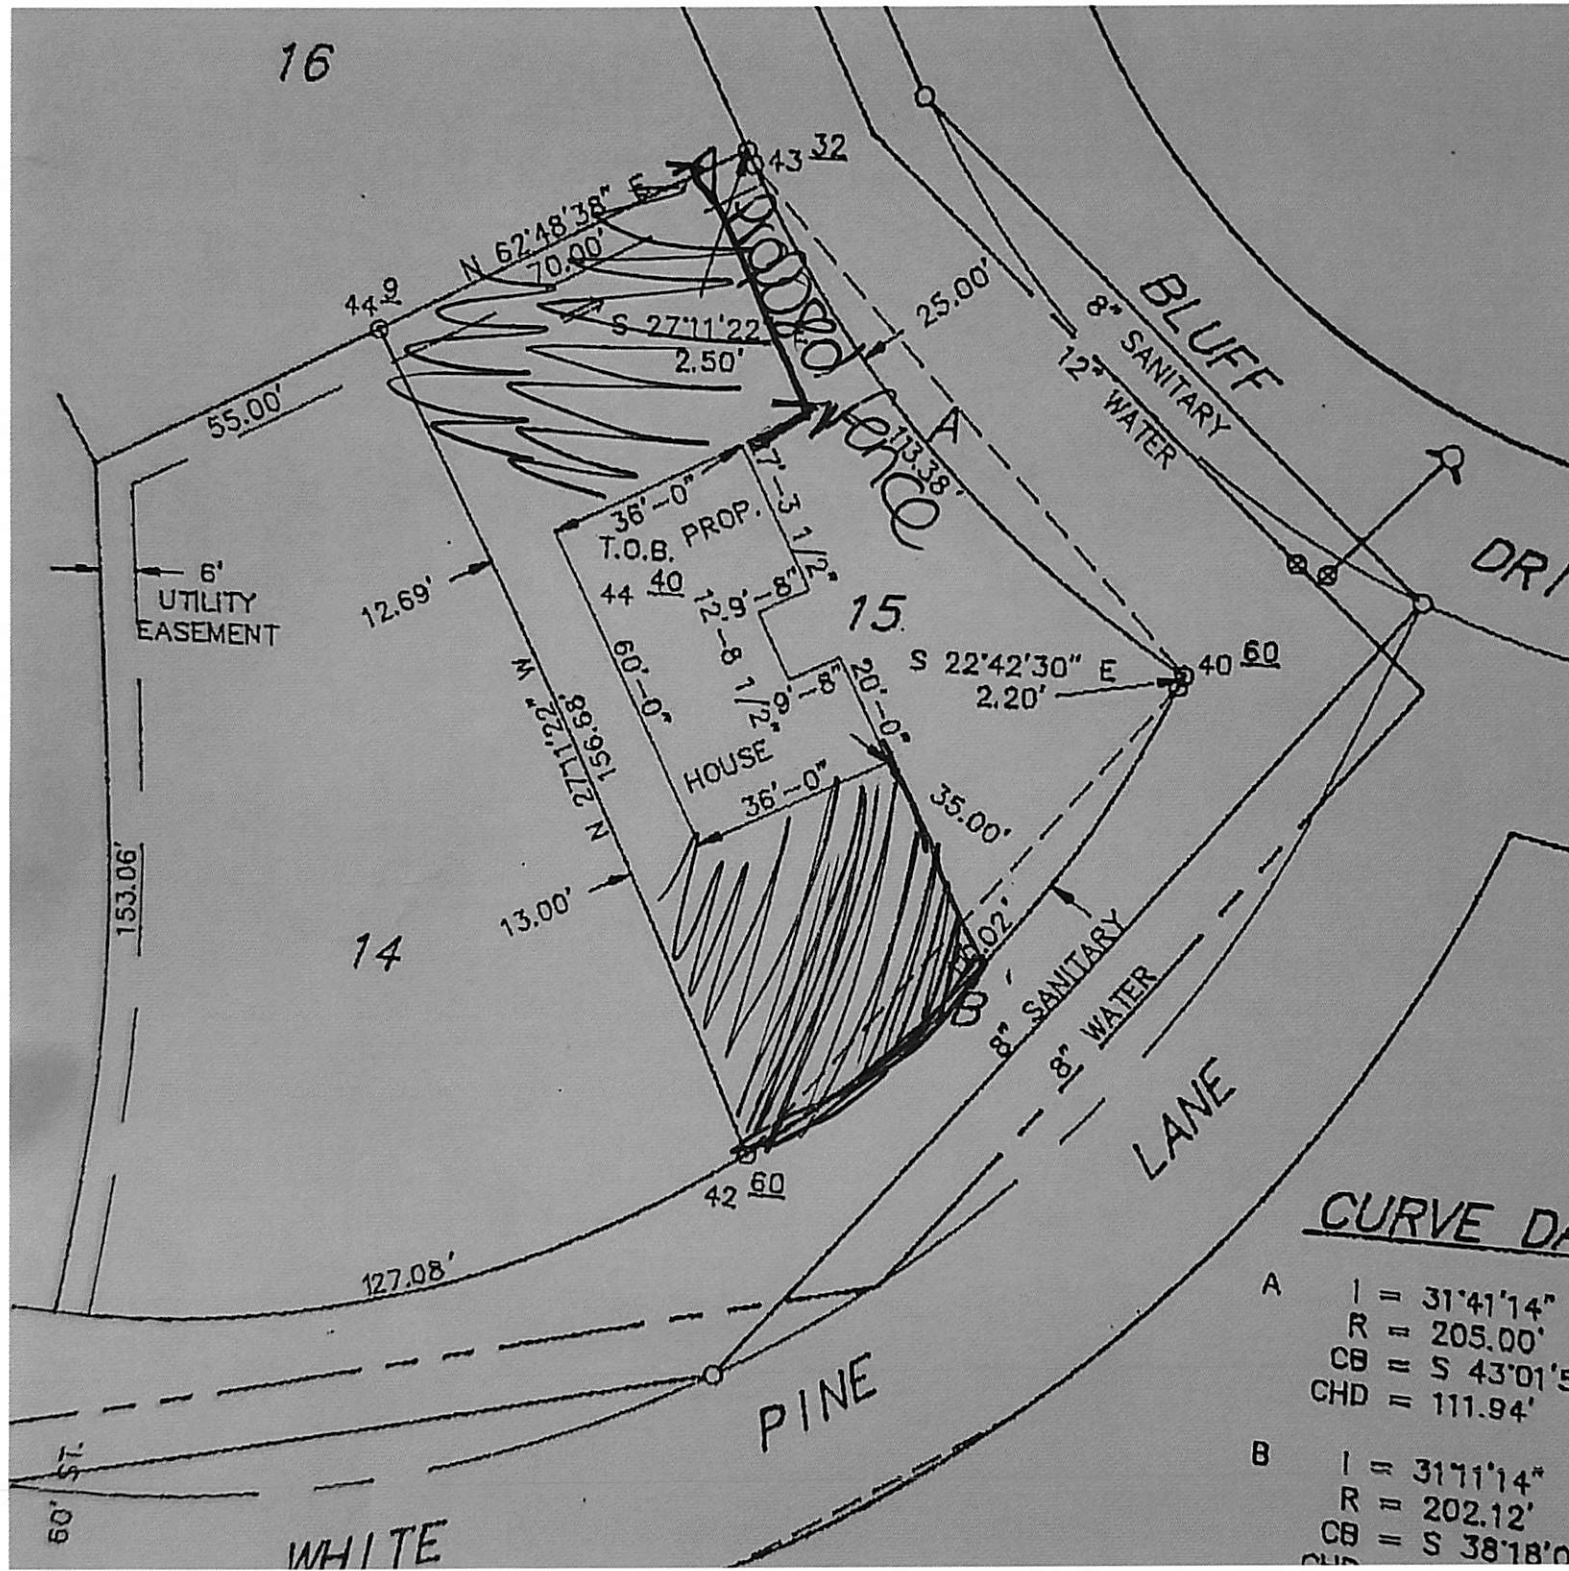 16
43 32
N 62°48'38" E
70.00'
44 9
BLUFF
25.00'
8" SANITARY
S 27°11'22" E
2.50'
12" WATER
55.00'
PROPOSED
FENCE
A
113.38'
DRI
36'-0"
7'-3 1/2"
T.O.B. PROP.
44 40
6'
UTILITY
EASEMENT
12.69'
9'-8"
12'-8 1/2"
15
60'-0"
S 22°42'30" E
2.20'
40 60
9'-8"
20'-0"
N 27°11'22" W
156.68'
HOUSE
36'-0"
35.00'
153.06'
13.00'
14
B
8" SANITARY
8" WATER
LANE
42 60
127.08'
PINE
WHITE
60' ST.
CURVE DA
A I = 31°41'14"
R = 205.00'
CB = S 43°01'5
CHD = 111.94'
B I = 31°11'14"
R = 202.12'
CB = S 38°18'0
CHD